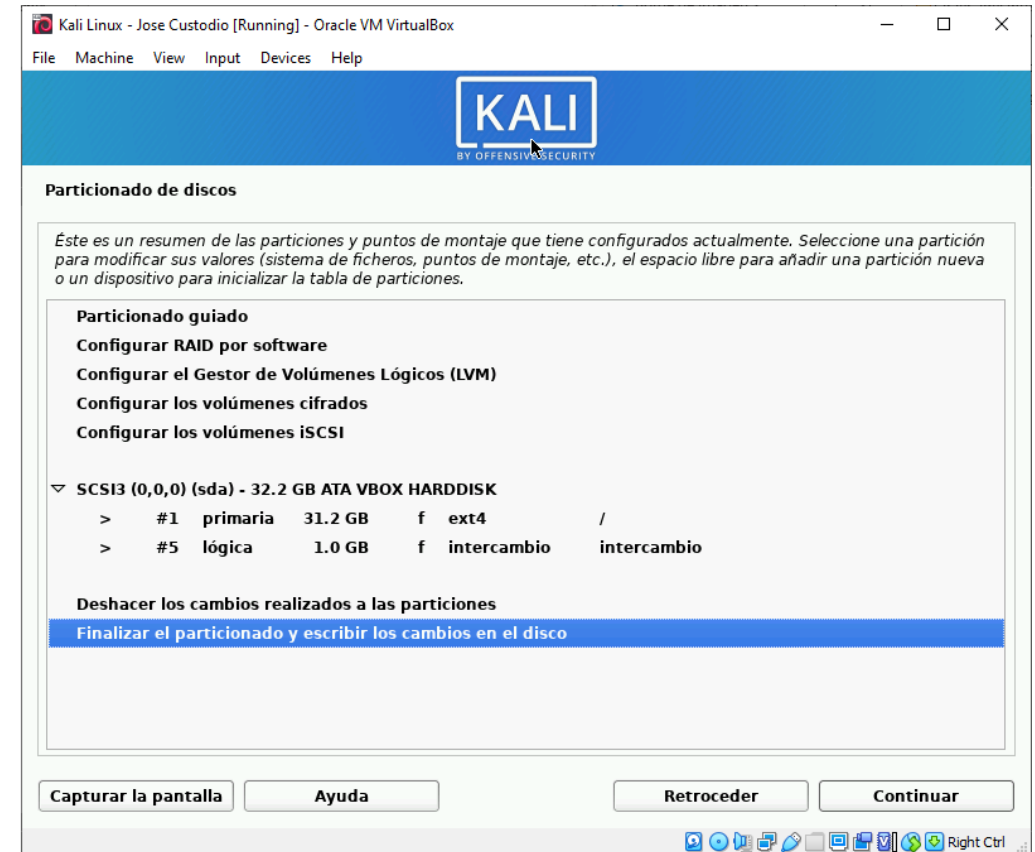 Kali Linux - Jose Custodio [Running] - Oracle VM VirtualBox
File Machine View Input Devices Help
KALI
BY OFFENSIVE SECURITY
Particionado de discos
Éste es un resumen de las particiones y puntos de montaje que tiene configurados actualmente. Seleccione una partición
para modificar sus valores (sistema de ficheros, puntos de montaje, etc.), el espacio libre para añadir una partición nueva
o un dispositivo para inicializar la tabla de particiones.
Particionado guiado
Configurar RAID por software
Configurar el Gestor de Volúmenes Lógicos (LVM)
Configurar los volúmenes cifrados
Configurar los volúmenes iSCSI
SCSI3 (0,0,0) (sda) - 32.2 GB ATA VBOX HARDDISK
> #1 primaria 31.2 GB f ext4 /
> #5 lógica 1.0 GB f intercambio intercambio
Deshacer los cambios realizados a las particiones
Finalizar el particionado y escribir los cambios en el disco
Capturar la pantalla Ayuda Retroceder Continuar
Right Ctrl